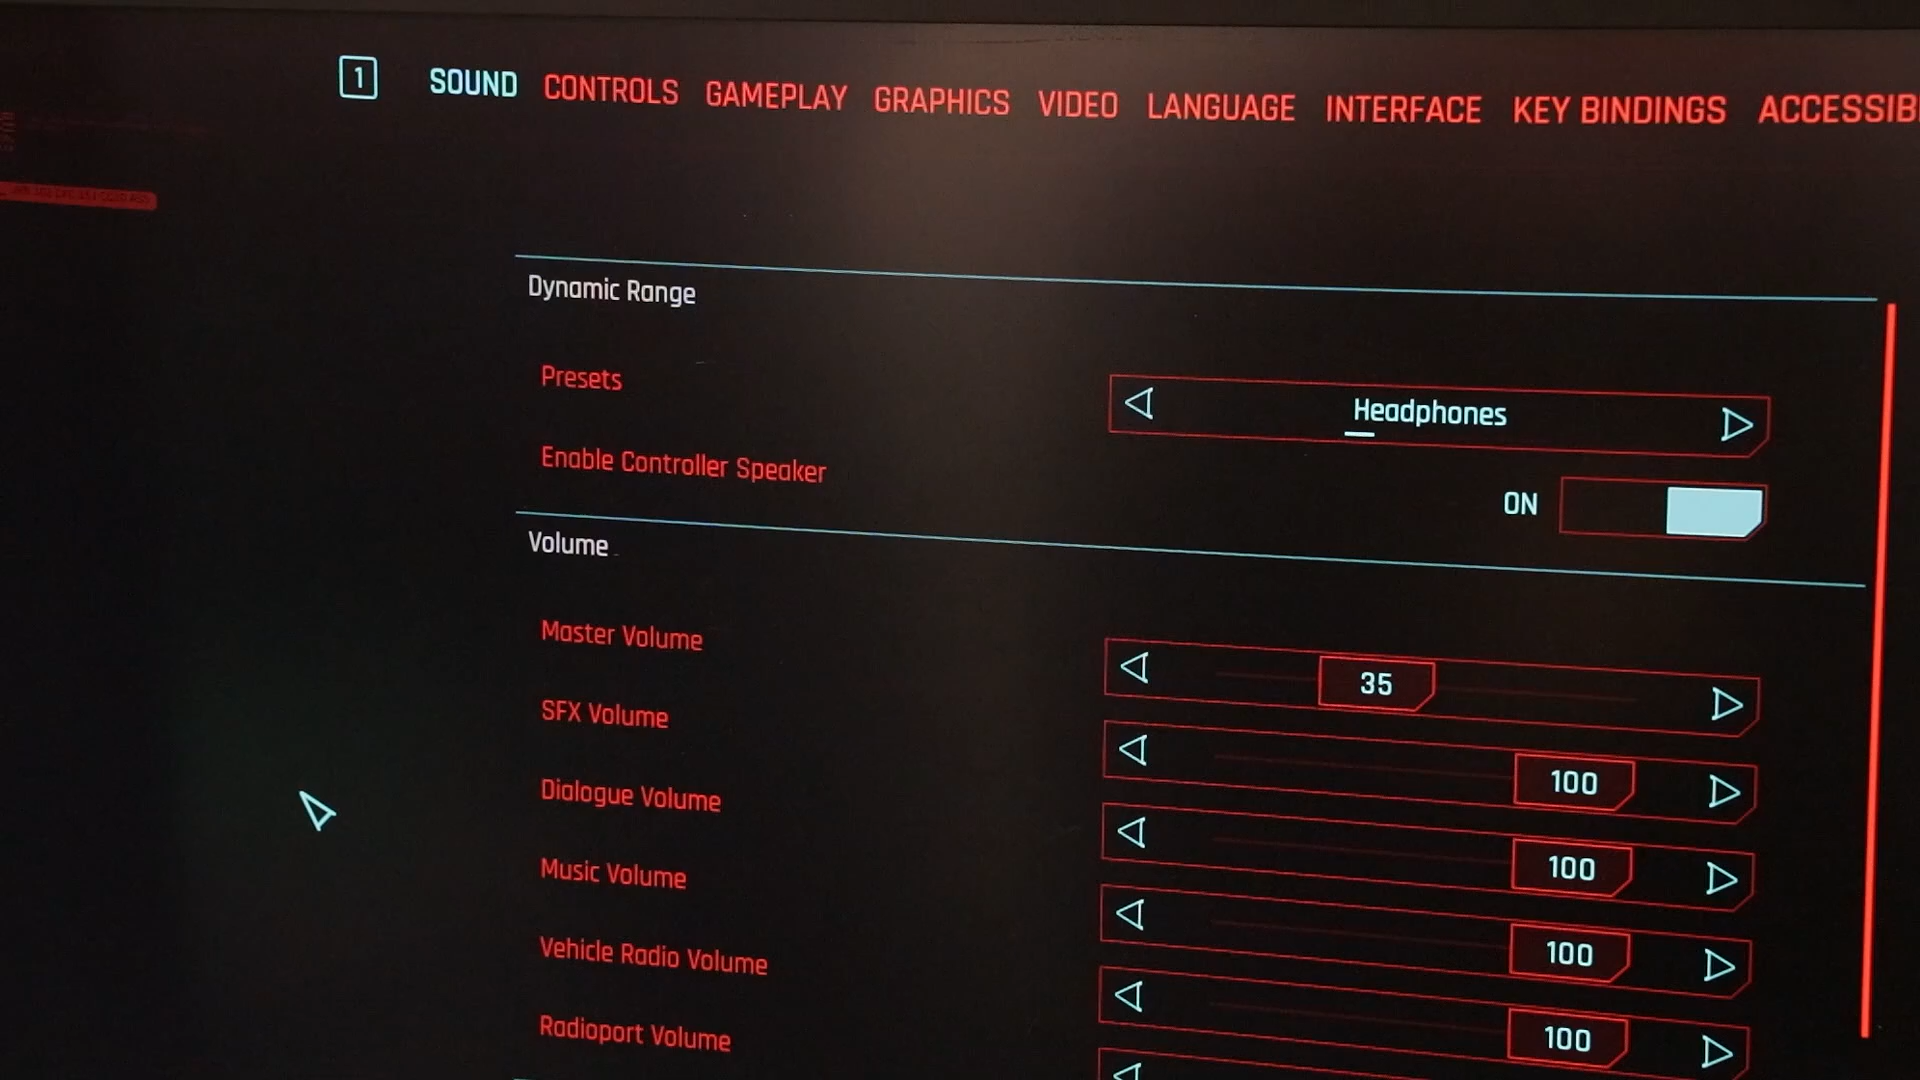 1 SOUND CONTROLS GAMEPLAY GRAPHICS VIDEO LANGUAGE INTERFACE KEY BINDINGS ACCESSIB
Dynamic Range
Presets
Headphones
Enable Controller Speaker
ON
Volume
Master Volume
35
SFX Volume
100
Dialogue Volume
100
Music Volume
100
Vehicle Radio Volume
100
Radioport Volume